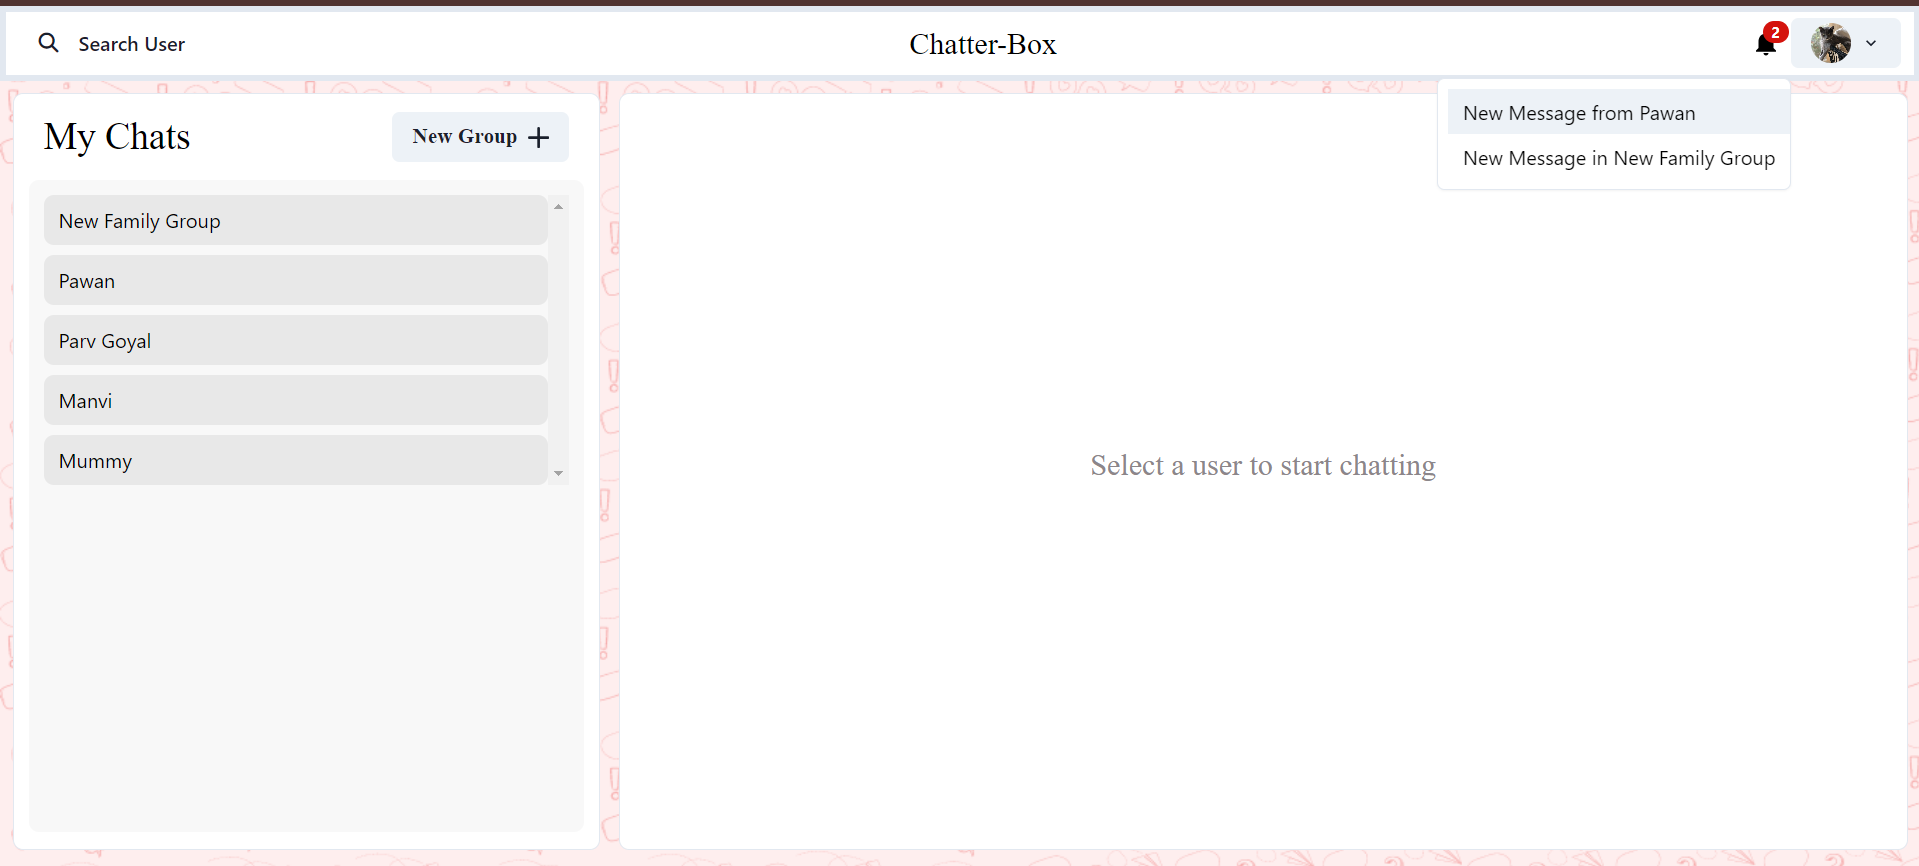 Search User
Chatter-Box
2
New Message from Pawan
New Message in New Family Group
My Chats
New Group
New Family Group
Pawan
Parv Goyal
Manvi
Mummy
Select a user to start chatting